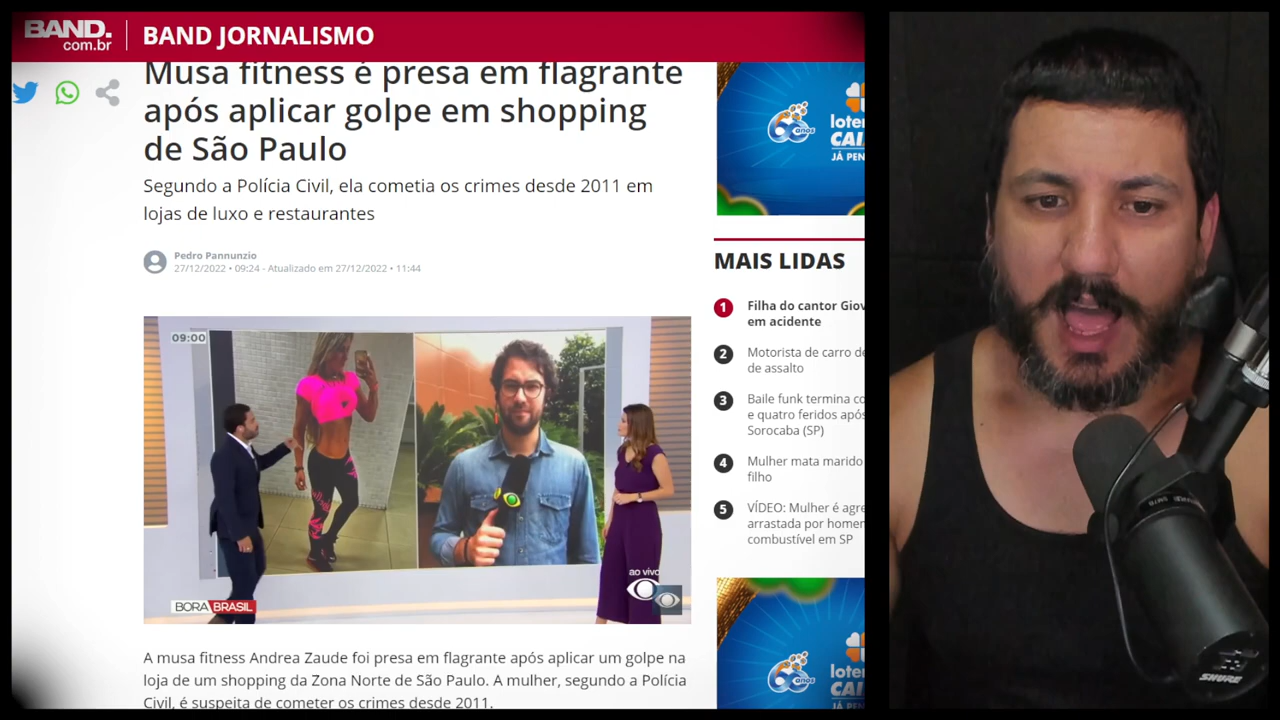 BAND.
com.br
BAND JORNALISMO
Musa fitness é presa em flagrante
após aplicar golpe em shopping
de São Paulo
Segundo a Polícia Civil, ela cometia os crimes desde 2011 em
lojas de luxo e restaurantes
Pedro Pannunzio
27/12/2022 • 09:24 - Atualizado em 27/12/2022 • 11:44
09:00
ao vivo
BORA BRASIL
A musa fitness Andrea Zaude foi presa em flagrante após aplicar um golpe na
loja de um shopping da Zona Norte de São Paulo. A mulher, segundo a Polícia
Civil, é suspeita de cometer os crimes desde 2011.
60 anos
JÁ
MAIS LIDAS
1 Filha do cantor
em acidente
2 Motorista de carro
de assalto
3 Baile funk termina
e quatro feridos após
Sorocaba (SP)
4 Mulher mata marido
filho
5 VÍDEO: Mulher é
arrastada por
combustível em SP
60 anos
SHURE